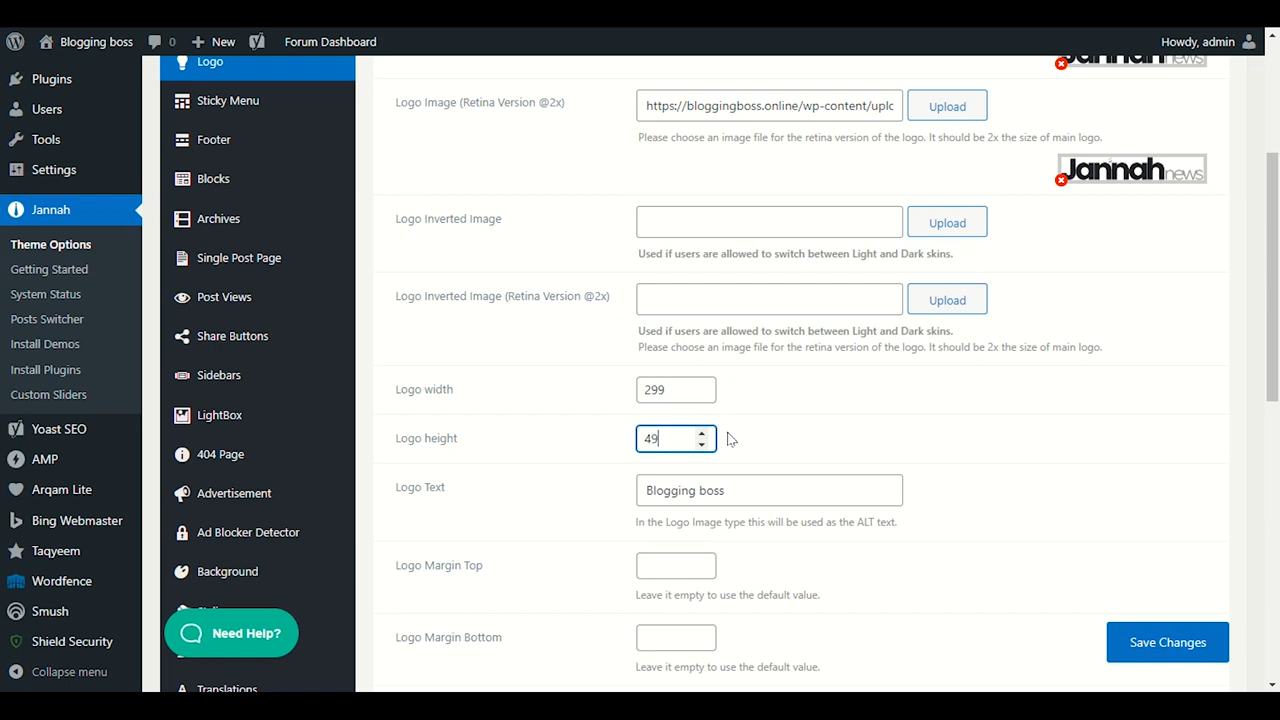 Blogging boss
0
New
Forum Dashboard
Howdy, admin
Plugins
Users
Tools
Settings
Jannah
Theme Options
Getting Started
System Status
Posts Switcher
Install Demos
Install Plugins
Custom Sliders
Yoast SEO
AMP
Arqam Lite
Bing Webmaster
Taqyeem
Wordfence
Smush
Shield Security
Collapse menu
Logo
Sticky Menu
Footer
Blocks
Archives
Single Post Page
Post Views
Share Buttons
Sidebars
LightBox
404 Page
Advertisement
Ad Blocker Detector
Background
Need Help?
Translations
Jannah news
Logo Image (Retina Version @2x)
https://bloggingboss.online/wp-content/uplc
Upload
Please choose an image file for the retina version of the logo. It should be 2x the size of main logo.
Jannah news
Logo Inverted Image
Upload
Used if users are allowed to switch between Light and Dark skins.
Logo Inverted Image (Retina Version @2x)
Upload
Used if users are allowed to switch between Light and Dark skins.
Please choose an image file for the retina version of the logo. It should be 2x the size of main logo.
Logo width
299
Logo height
49
Logo Text
Blogging boss
In the Logo Image type this will be used as the ALT text.
Logo Margin Top
Leave it empty to use the default value.
Logo Margin Bottom
Leave it empty to use the default value.
Save Changes